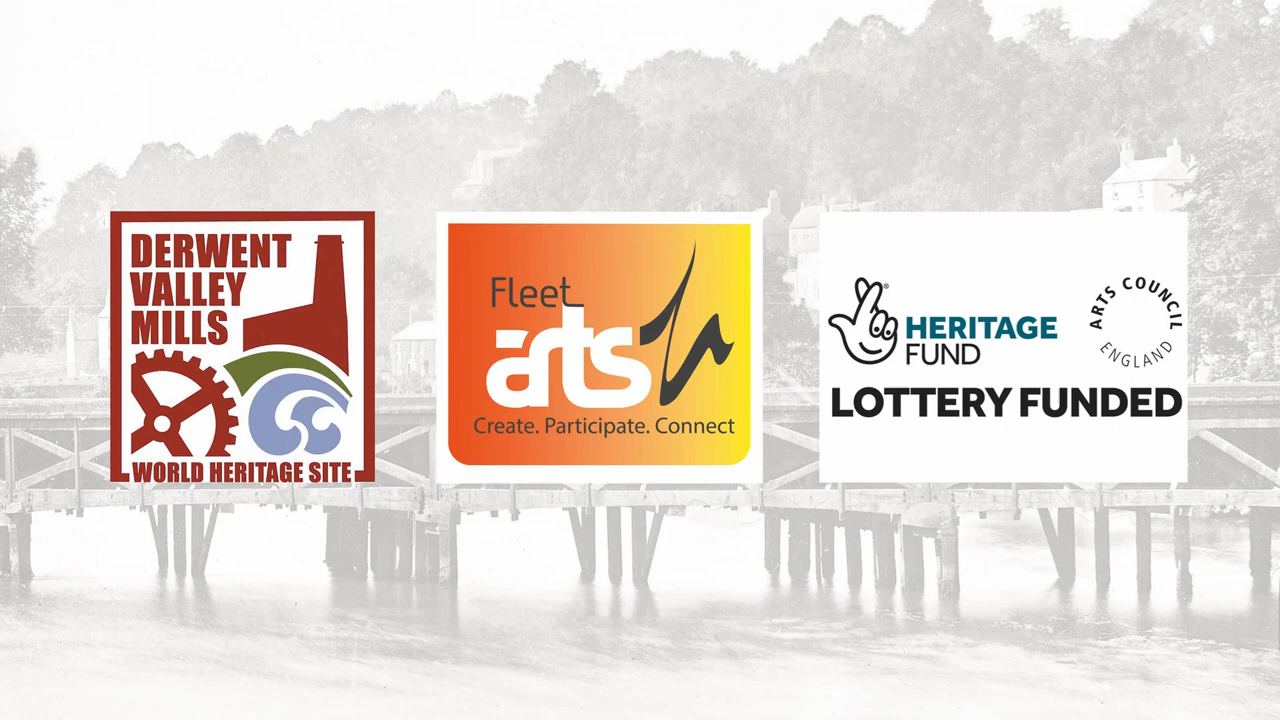 DERWENT
VALLEY
MILLS
WORLD HERITAGE SITE
Fleet
arts
Create. Participate. Connect
HERITAGE
FUND
ARTS COUNCIL
ENGLAND
LOTTERY FUNDED